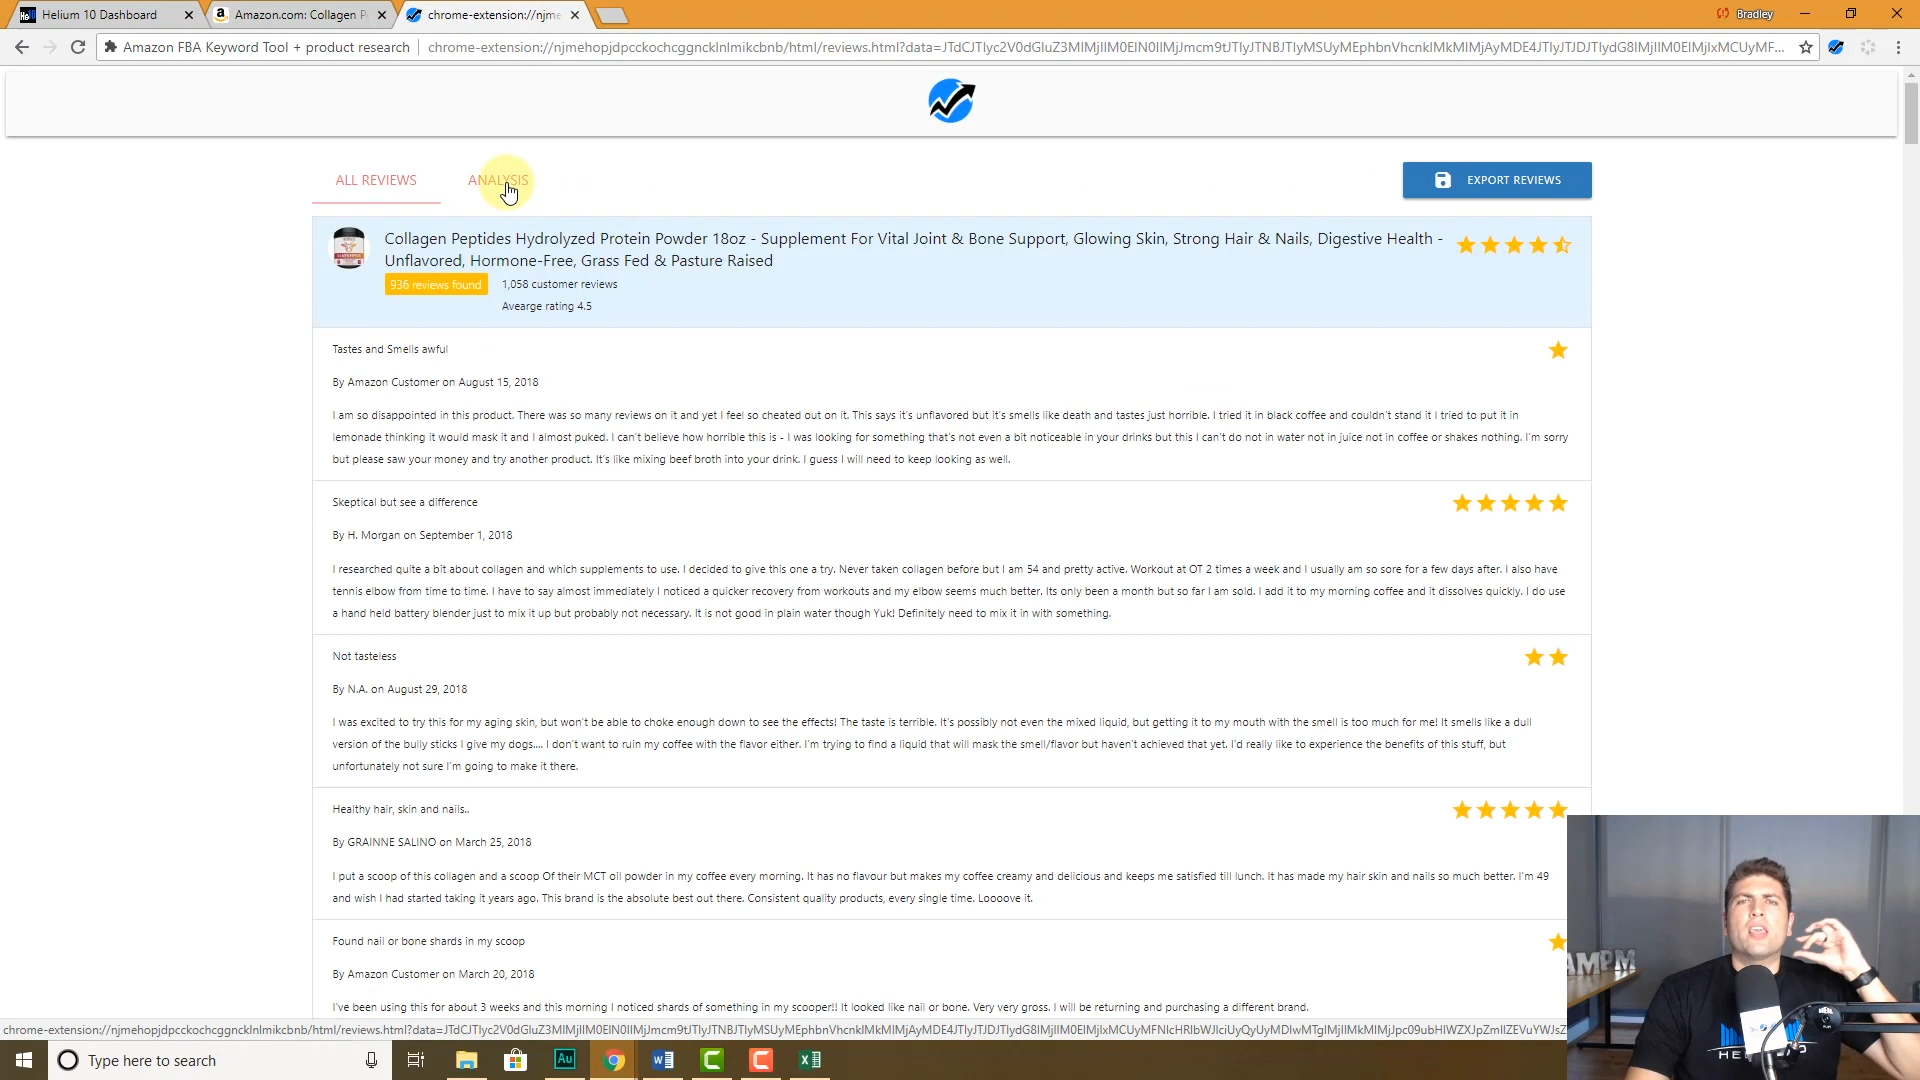 Helium 10 Dashboard
Amazon.com: Collagen P
chrome-extension://njme
Bradley
Amazon FBA Keyword Tool + product research
ALL REVIEWS
ANALYSIS
EXPORT REVIEWS
Collagen Peptides Hydrolyzed Protein Powder 18oz - Supplement For Vital Joint & Bone Support, Glowing Skin, Strong Hair & Nails, Digestive Health -
Unflavored, Hormone-Free, Grass Fed & Pasture Raised
936 reviews found
1,058 customer reviews
Avearge rating 4.5
Tastes and Smells awful
By Amazon Customer on August 15, 2018
I am so disappointed in this product. There was so many reviews on it and yet I feel so cheated out on it. This says it's unflavored but it's smells like death and tastes just horrible. I tried it in black coffee and couldn't stand it I tried to put it in
lemonade thinking it would mask it and I almost puked. I can't believe how horrible this is - I was looking for something that's not even a bit noticeable in your drinks but this I can't do not in water not in juice not in coffee or shakes nothing. I'm sorry
but please saw your money and try another product. It's like mixing beef broth into your drink. I guess I will need to keep looking as well.
Skeptical but see a difference
By H. Morgan on September 1, 2018
I researched quite a bit about collagen and which supplements to use. I decided to give this one a try. Never taken collagen before but I am 54 and pretty active. Workout at OT 2 times a week and I usually am so sore for a few days after. I also have
tennis elbow from time to time. I have to say almost immediately I noticed a quicker recovery from workouts and my elbow seems much better. Its only been a month but so far I am sold. I add it to my morning coffee and it dissolves quickly. I do use
a hand held battery blender just to mix it up but probably not necessary. It is not good in plain water though Yuk! Definitely need to mix it in with something.
Not tasteless
By N.A. on August 29, 2018
I was excited to try this for my aging skin, but won't be able to choke enough down to see the effects! The taste is terrible. It's possibly not even the mixed liquid, but getting it to my mouth with the smell is too much for me! It smells like a dull
version of the bully sticks I give my dogs.... I don't want to ruin my coffee with the flavor either. I'm trying to find a liquid that will mask the smell/flavor but haven't achieved that yet. I'd really like to experience the benefits of this stuff, but
unfortunately not sure I'm going to make it there.
Healthy hair, skin and nails..
By GRAINNE SALINO on March 25, 2018
I put a scoop of this collagen and a scoop Of their MCT oil powder in my coffee every morning. It has no flavour but makes my coffee creamy and delicious and keeps me satisfied till lunch. It has made my hair skin and nails so much better. I'm 49
and wish I had started taking it years ago. This brand is the absolute best out there. Consistent quality products, every single time. Loooove it.
Found nail or bone shards in my scoop
By Amazon Customer on March 20, 2018
I've been using this for about 3 weeks and this morning I noticed shards of something in my scooper!! It looked like nail or bone. Very very gross. I will be returning and purchasing a different brand.
AMPM
Type here to search